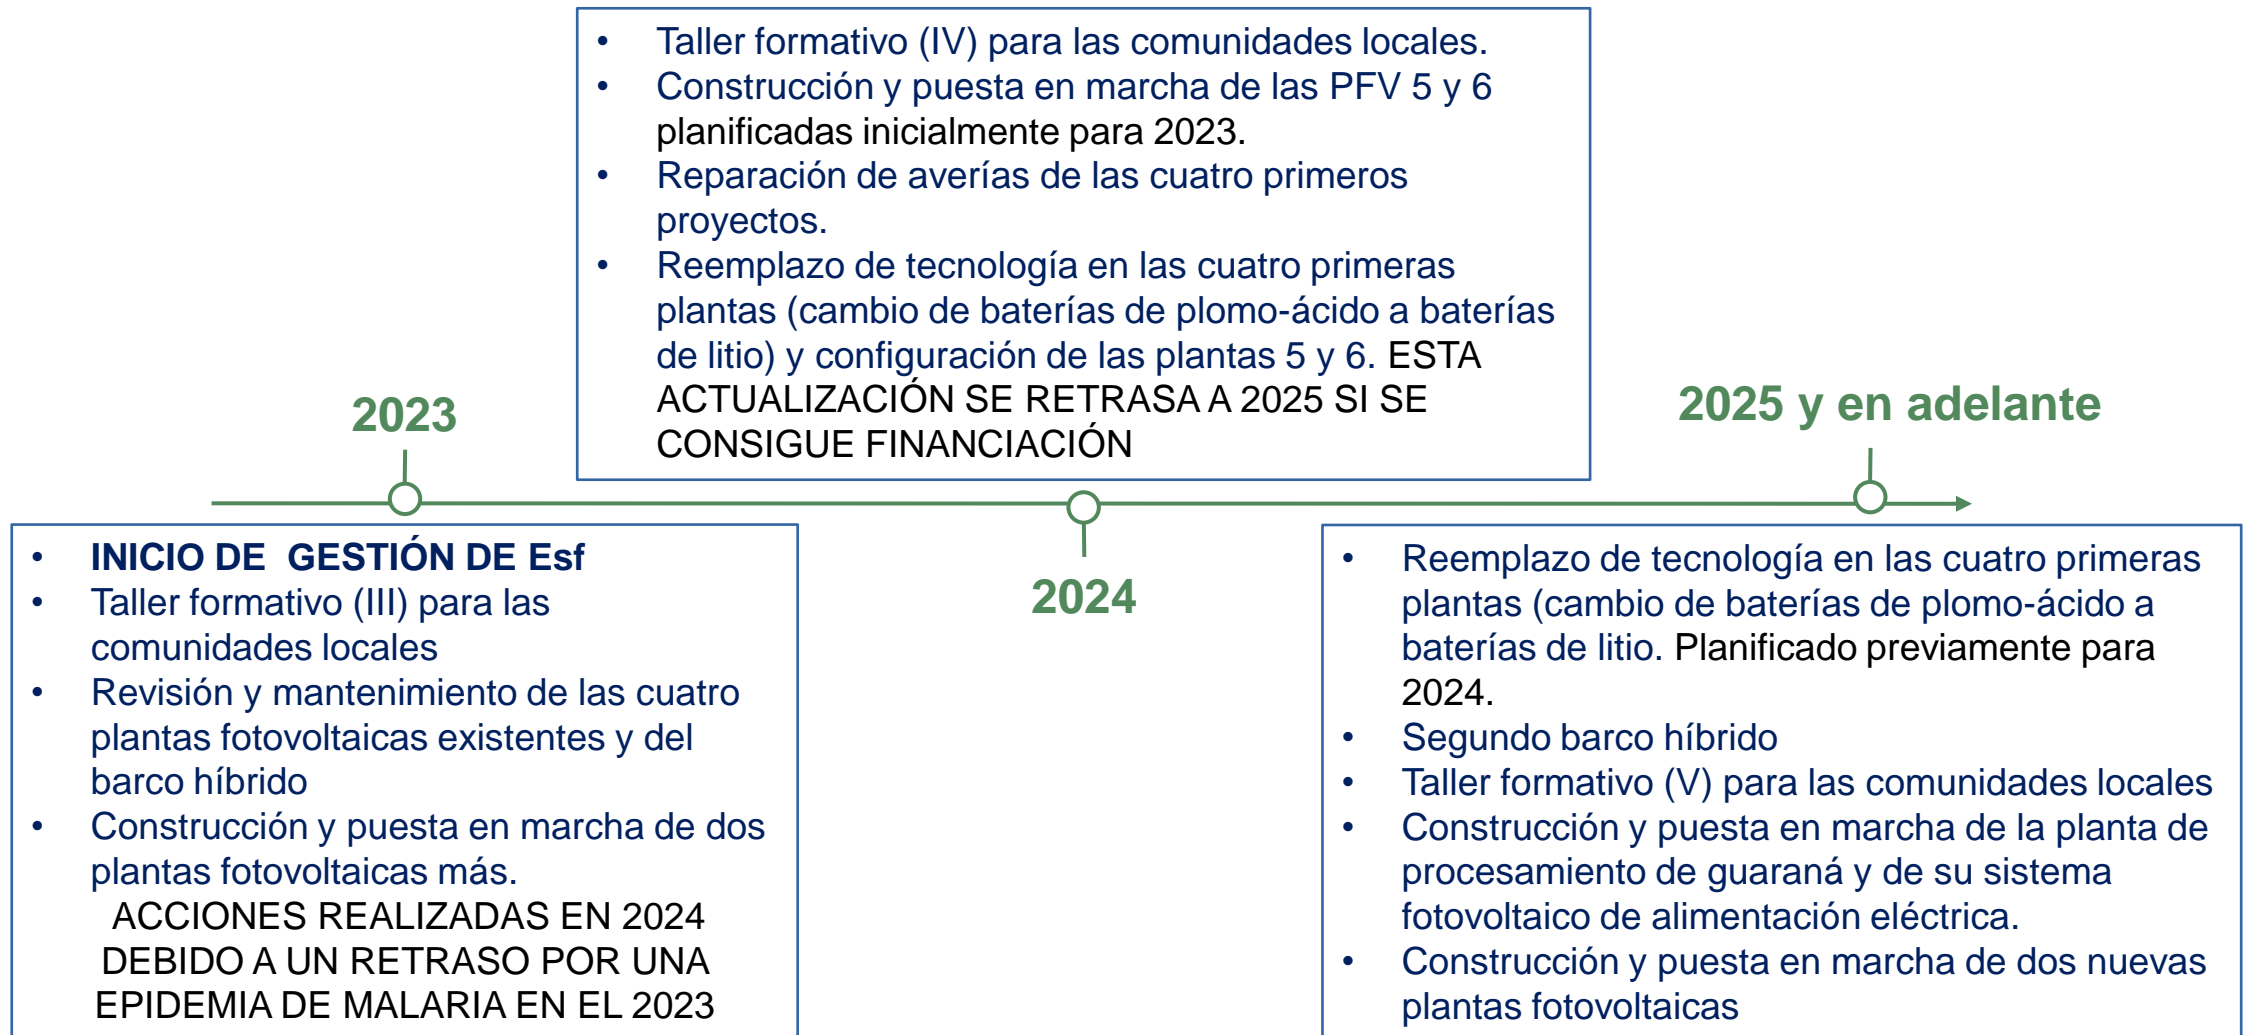 • Taller formativo (IV) para las comunidades locales.
• Construcción y puesta en marcha de las PFV 5 y 6
planificadas inicialmente para 2023.
• Reparación de averías de las cuatro primeros
proyectos.
• Reemplazo de tecnología en las cuatro primeras
plantas (cambio de baterías de plomo-ácido a baterías
de litio) y configuración de las plantas 5 y 6. ESTA
ACTUALIZACIÓN SE RETRASA A 2025 SI SE
CONSIGUE FINANCIACIÓN
2023
2025 y en adelante
2024
• INICIO DE  GESTIÓN DE Esf
• Taller formativo (III) para las
comunidades locales
• Revisión y mantenimiento de las cuatro
plantas fotovoltaicas existentes y del
barco híbrido
• Construcción y puesta en marcha de dos
plantas fotovoltaicas más.
ACCIONES REALIZADAS EN 2024
DEBIDO A UN RETRASO POR UNA
EPIDEMIA DE MALARIA EN EL 2023
• Reemplazo de tecnología en las cuatro primeras
plantas (cambio de baterías de plomo-ácido a
baterías de litio. Planificado previamente para
2024.
• Segundo barco híbrido
• Taller formativo (V) para las comunidades locales
• Construcción y puesta en marcha de la planta de
procesamiento de guaraná y de su sistema
fotovoltaico de alimentación eléctrica.
• Construcción y puesta en marcha de dos nuevas
plantas fotovoltaicas